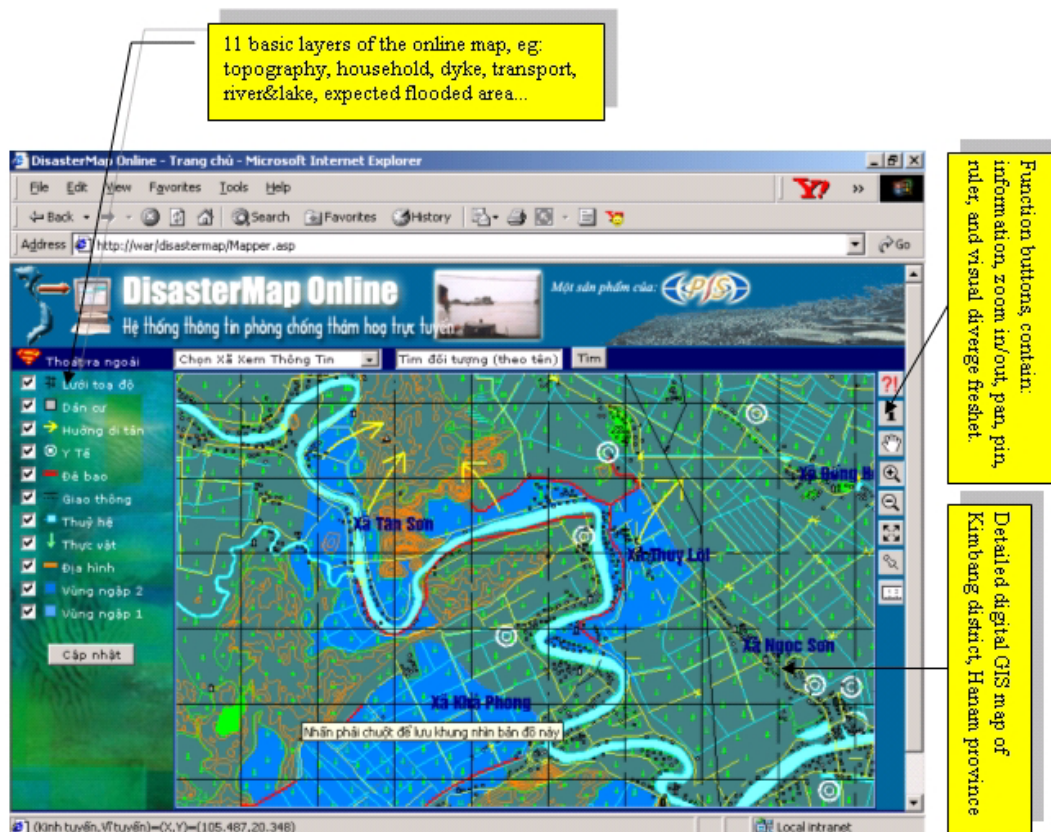 11 basic layers of the online map, eg:
topography, household, dyke, transport,
river&lake, expected flooded area...
DisasterMap Online - Trang chủ - Microsoft Internet Explorer
File Edit View Favorites Tools Help
Back Search Favorites History
Address http://war/disastermap/Mapper.asp Go
DisasterMap Online
Một sản phẩm của:
Hệ thống thông tin phòng chống thảm hoạ trực tuyến
Thoát ra ngoài Chọn Xã Xem Thông Tin Tìm đối tượng (theo tên) Tìm
Lưới toạ độ
Dân cư
Hướng di tản
Y Tế
Đê bao
Giao thông
Thuỷ hệ
Thực vật
Địa hình
Vùng ngập 2
Vùng ngập 1
Cập nhật
Xã Tân Sơn
Xã Thuỵ Lôi
Xã Ngọc Sơn
Xã Khả Phong
Nhấn phải chuột để lưu khung nhìn bản đồ này
(Kinh tuyến,Vĩ tuyến)=(X,Y)=(105.487,20.348) Local intranet
Function buttons, contain:
information, zoom in/out, pan, pin,
ruler, and visual diverge freshet.
Detailed digital GIS map of
Kimbang district, Hanam province